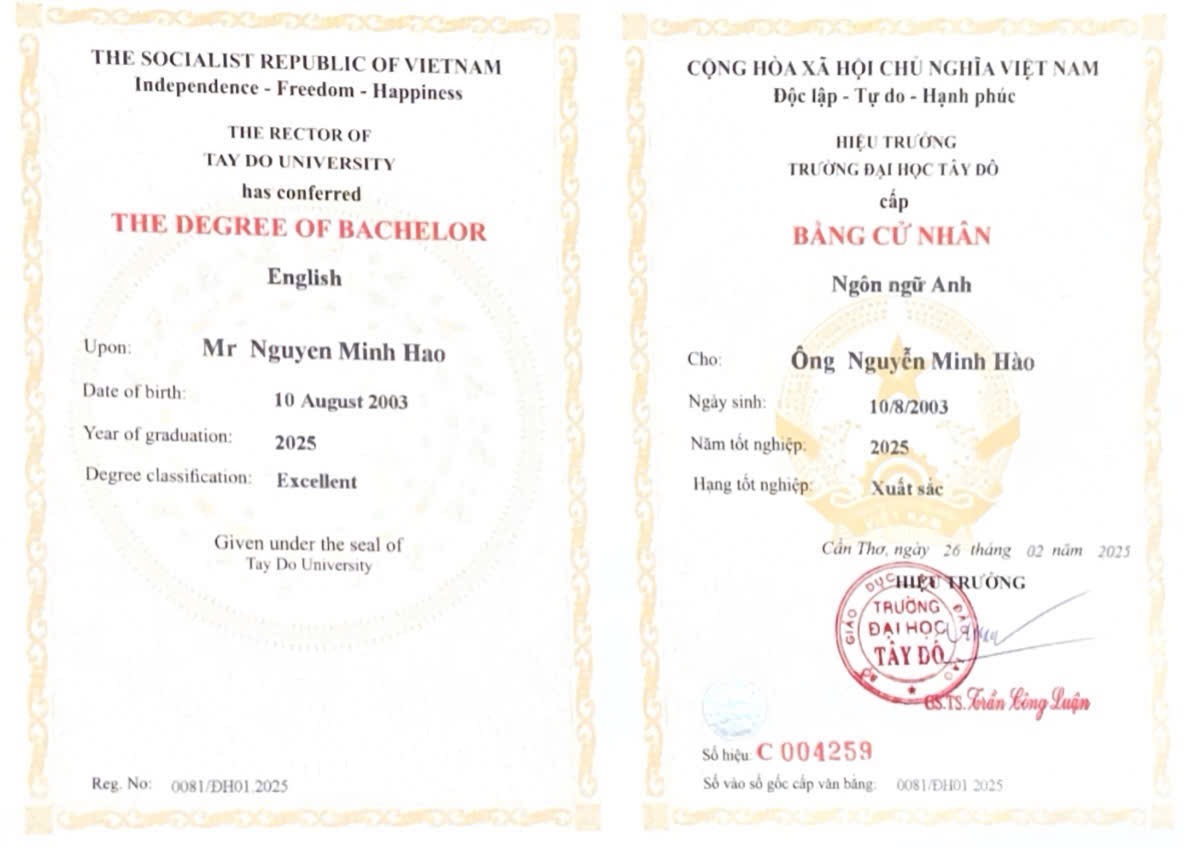 THE SOCIALIST REPUBLIC OF VIETNAM
Independence - Freedom - Happiness
THE RECTOR OF
TAY DO UNIVERSITY
has conferred
THE DEGREE OF BACHELOR
English
Upon: Mr Nguyen Minh Hao
Date of birth: 10 August 2003
Year of graduation: 2025
Degree classification: Excellent
Given under the seal of
Tay Do University
Reg. No: 0081/ĐH01.2025
CỘNG HÒA XÃ HỘI CHỦ NGHĨA VIỆT NAM
Độc lập - Tự do - Hạnh phúc
HIỆU TRƯỞNG
TRƯỜNG ĐẠI HỌC TÂY ĐÔ
cấp
BẰNG CỬ NHÂN
Ngôn ngữ Anh
Cho: Ông Nguyễn Minh Hào
Ngày sinh: 10/8/2003
Năm tốt nghiệp: 2025
Hạng tốt nghiệp: Xuất sắc
VIỆT NAM
Cần Thơ, ngày 26 tháng 02 năm 2025
HIỆU TRƯỞNG
GIÁO DỤC
TRƯỜNG
ĐẠI HỌC
TÂY ĐÔ
GS.TS. Trần Công Luận
Số hiệu: C 004259
Số vào sổ gốc cấp văn bằng: 0081/ĐH01 2025